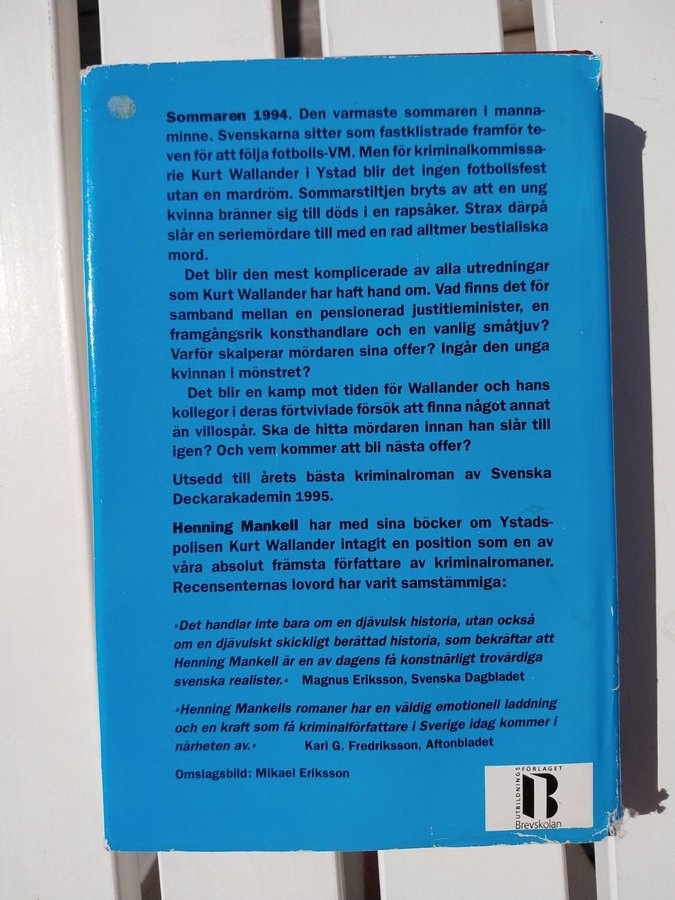 Sommaren 1994. Den varmaste sommaren i manna-
minne. Svenskarna sitter som fastklistrade framför te-
ven för att följa fotbolls-VM. Men för kriminalkommissa-
rie Kurt Wallander i Ystad blir det ingen fotbollsfest
utan en mardröm. Sommarstiltjen bryts av att en ung
kvinna bränner sig till döds i en rapsåker. Strax därpå
slår en seriemördare till med en rad alltmer bestialiska
mord.
Det blir den mest komplicerade av alla utredningar
som Kurt Wallander har haft hand om. Vad finns det för
samband mellan en pensionerad justitieminister, en
framgångsrik konsthandlare och en vanlig småtjuv?
Varför skalperar mördaren sina offer? Ingår den unga
kvinnan i mönstret?
Det blir en kamp mot tiden för Wallander och hans
kollegor i deras förtvivlade försök att finna något annat
än villospår. Ska de hitta mördaren innan han slår till
igen? Och vem kommer att bli nästa offer?
Utsedd till årets bästa kriminalroman av Svenska
Deckarakademin 1995.
Henning Mankell har med sina böcker om Ystads-
polisen Kurt Wallander intagit en position som en av
våra absolut främsta författare av kriminalromaner.
Recensenternas lovord har varit samstämmiga:
»Det handlar inte bara om en djävulsk historia, utan också
om en djävulskt skickligt berättad historia, som bekräftar att
Henning Mankell är en av dagens få konstnärligt trovärdiga
svenska realister.« Magnus Eriksson, Svenska Dagbladet
»Henning Mankells romaner har en väldig emotionell laddning
och en kraft som få kriminalförfattare i Sverige idag kommer i
närheten av.« Karl G. Fredriksson, Aftonbladet
Omslagsbild: Mikael Eriksson
UTBILDNINGS
FÖRLAGET
B
Brevskolan